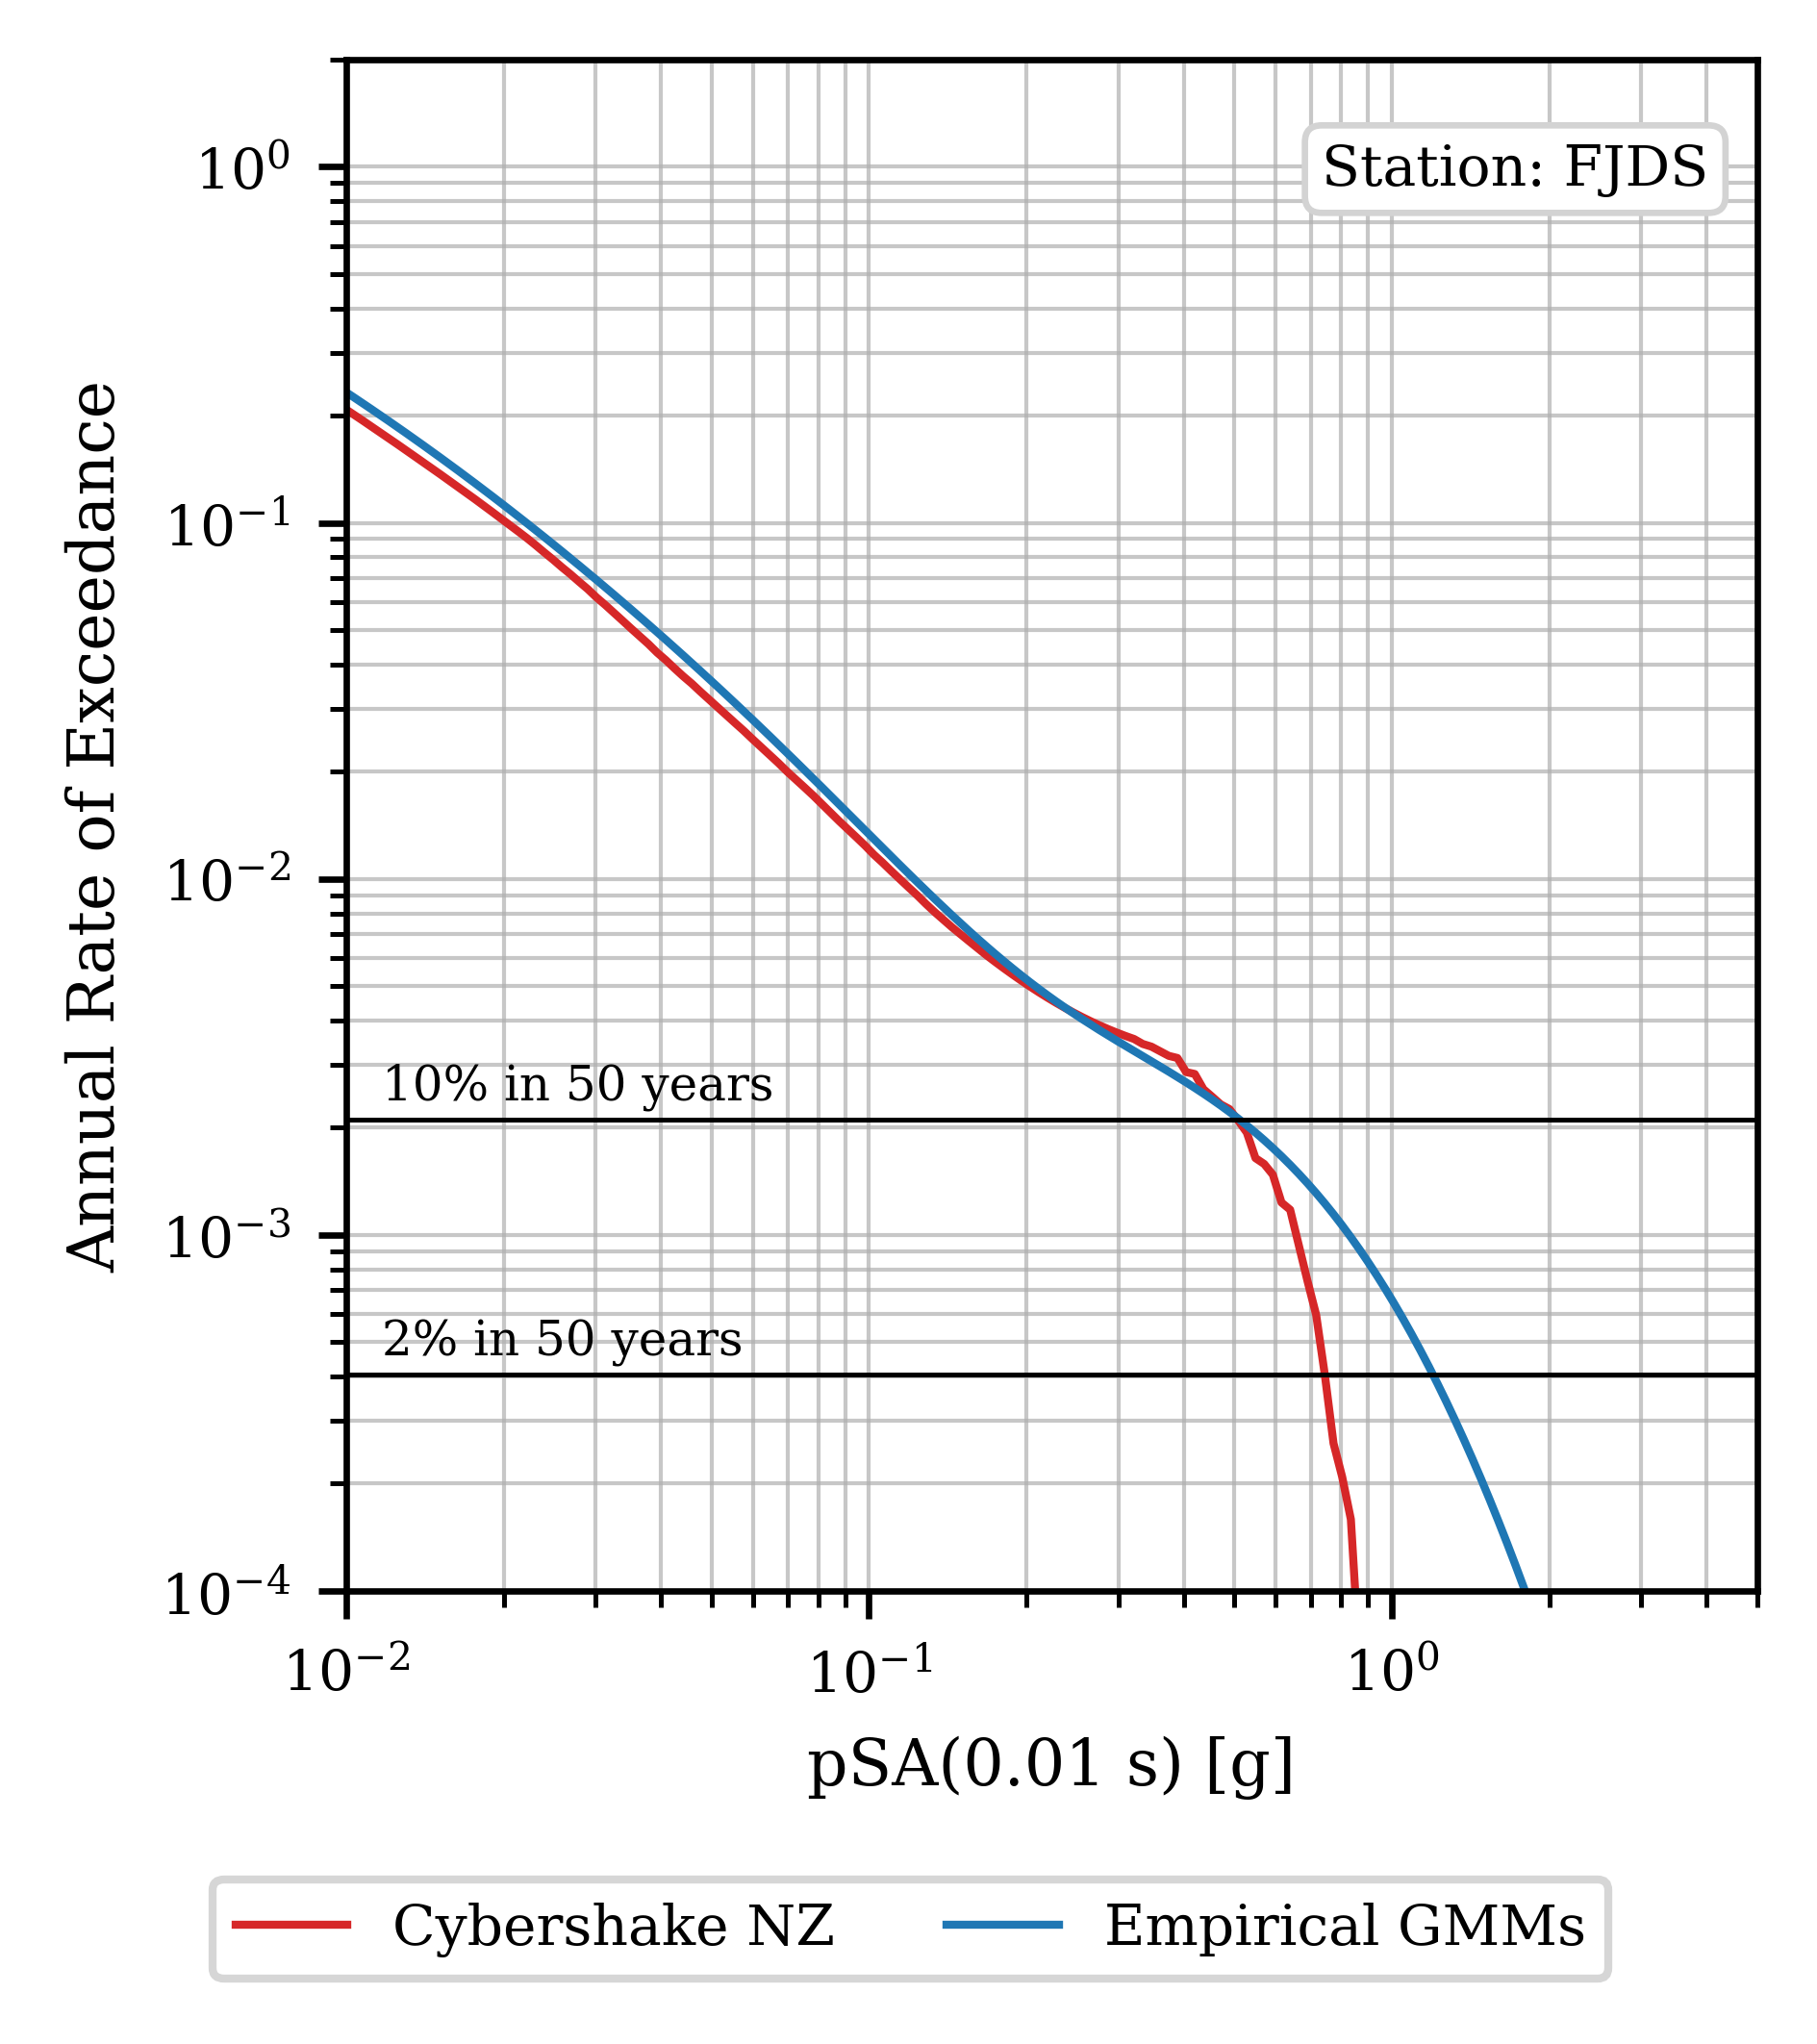 Station: FJDS
10⁰
10⁻¹
10⁻²
10⁻³
10⁻⁴
Annual Rate of Exceedance
10% in 50 years
2% in 50 years
10⁻² 10⁻¹ 10⁰
pSA(0.01 s) [g]
Cybershake NZ Empirical GMMs